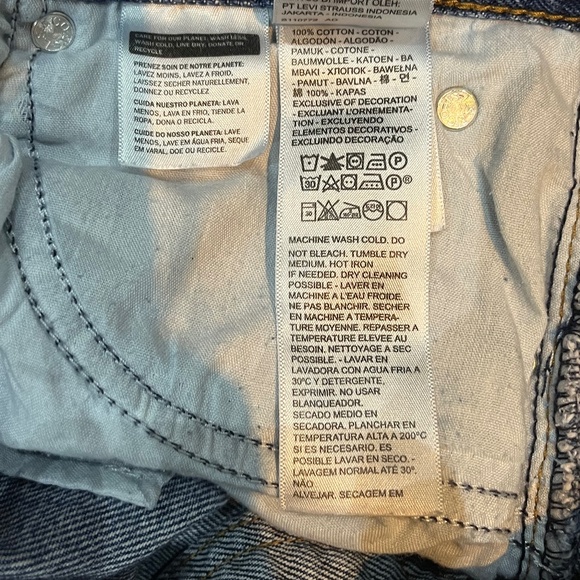 CARE FOR OUR PLANET: WASH LESS,
WASH COLD, LINE DRY, DONATE OR
RECYCLE
PRENEZ SOIN DE NOTRE PLANETE:
LAVEZ MOINS, LAVEZ A FROID,
LAISSEZ SECHER NATURELLEMENT,
DONNEZ OU RECYCLEZ
CUIDA NUESTRO PLANETA: LAVA
MENOS, LAVA EN FRIO, TIENDE LA
ROPA, DONA O RECICLA.
CUIDE DO NOSSO PLANETA: LAVE
MENOS, LAVE EM ÁGUA FRIA, SEQUE
EM VARAL, DOE OU RECICLE.
IMPORT OLEH:
PT LEVI STRAUSS INDONESIA
JAKARTA - INDONESIA
100% COTTON - COTON -
ALGODÓN - ALGODÃO -
PAMUK - COTONE -
BAUMWOLLE - KATOEN - BA
MBAKI - ХЛОПОК - BAWEŁNA
- PAMUT - BAVLNA - 棉 - 면 -
綿 100% - KAPAS
EXCLUSIVE OF DECORATION
- EXCLUANT L'ORNEMENTA-
TION - EXCLUYENDO
ELEMENTOS DECORATIVOS -
EXCLUINDO DECORAÇÃO
MACHINE WASH COLD. DO
NOT BLEACH. TUMBLE DRY
MEDIUM. HOT IRON
IF NEEDED. DRY CLEANING
POSSIBLE - LAVER EN
MACHINE A L'EAU FROIDE.
NE PAS BLANCHIR. SECHER
EN MACHINE A TEMPERA-
TURE MOYENNE. REPASSER A
TEMPERATURE ELEVEE AU
BESOIN. NETTOYAGE A SEC
POSSIBLE. - LAVAR EN
LAVADORA CON AGUA FRIA A
30ºC Y DETERGENTE.
EXPRIMIR. NO USAR
BLANQUEADOR.
SECADO MEDIO EN
SECADORA. PLANCHAR EN
TEMPERATURA ALTA A 200°C
SI ES NECESARIO. ES
POSIBLE LAVAR EN SECO. -
LAVAGEM NORMAL ATÉ 30º.
NÃO
ALVEJAR. SECAGEM EM